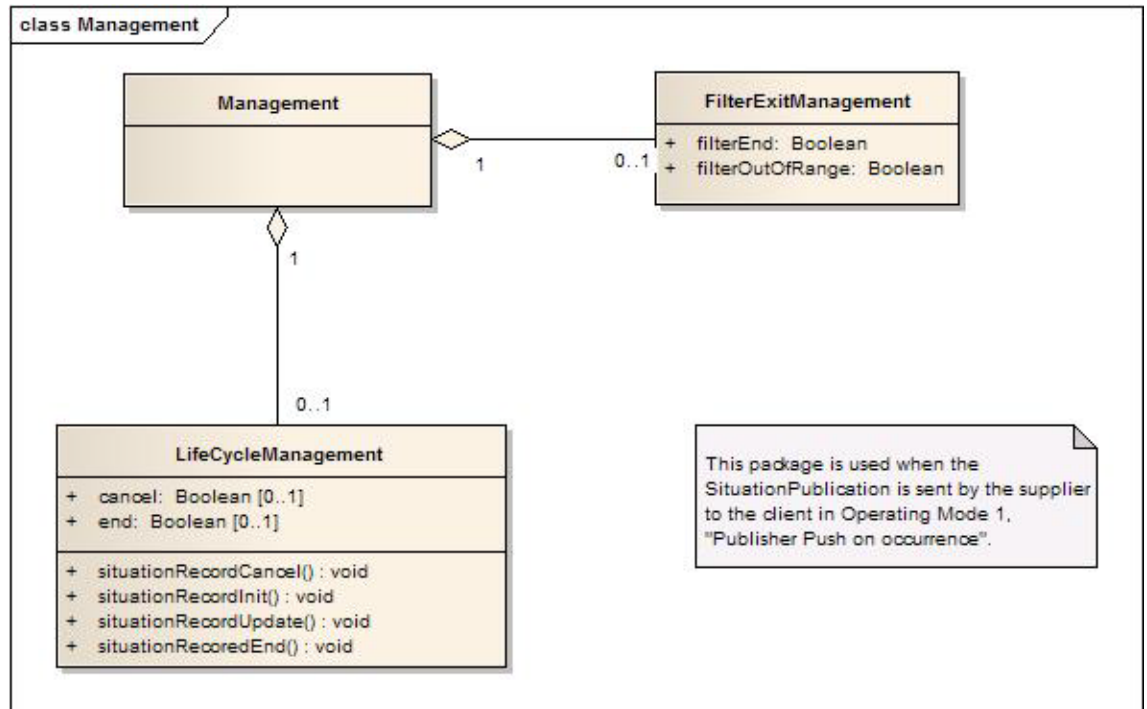 class Management
Management
FilterExitManagement
+ filterEnd: Boolean
+ filterOutOfRange: Boolean
1
0..1
1
0..1
LifeCycleManagement
+ cancel: Boolean [0..1]
+ end: Boolean [0..1]
+ situationRecordCancel() : void
+ situationRecordInit() : void
+ situationRecordUpdate() : void
+ situationRecoredEnd() : void
This package is used when the
SituationPublication is sent by the supplier
to the client in Operating Mode 1,
"Publisher Push on occurrence".